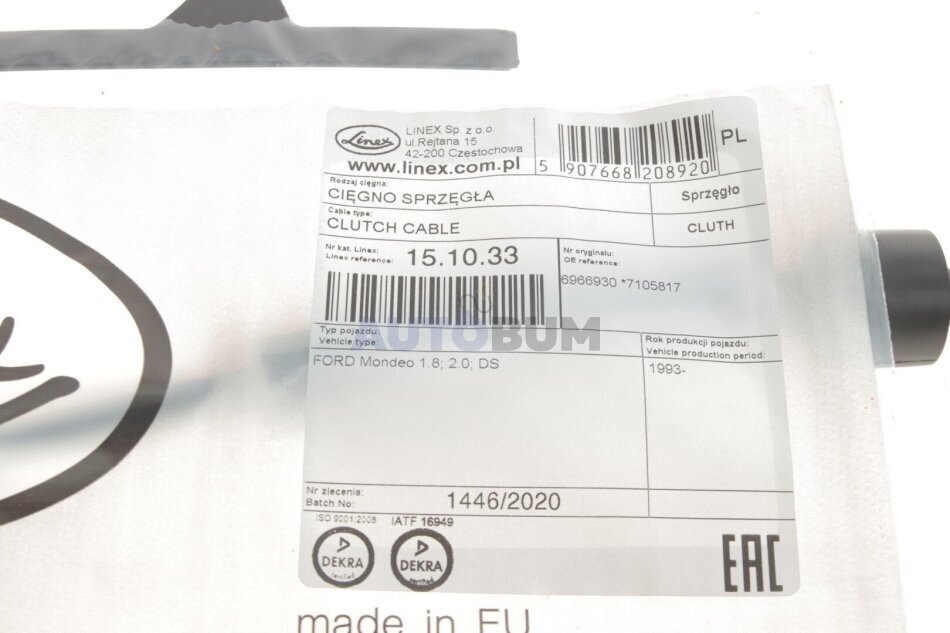 Linex
LINEX Sp. z o.o.
ul.Rejtana 15
42-200 Częstochowa
www.linex.com.pl
5 907668 208920
PL
Rodzaj cięgna:
CIĘGNO SPRZĘGŁA
Sprzęgło
Cable type:
CLUTCH CABLE
CLUTH
Nr kat. Linex:
Linex reference:
15.10.33
Nr oryginału:
OE reference:
6966930 *7105817
AUTOBUM
Typ pojazdu:
Vehicle type:
FORD Mondeo 1.8; 2.0; DS
Rok produkcji pojazdu:
Vehicle production period:
1993-
Nr zlecenia:
Batch No:
1446/2020
ISO 9001:2008
IATF 16949
DEKRA
certified
DEKRA
certified
EAC
made in EU